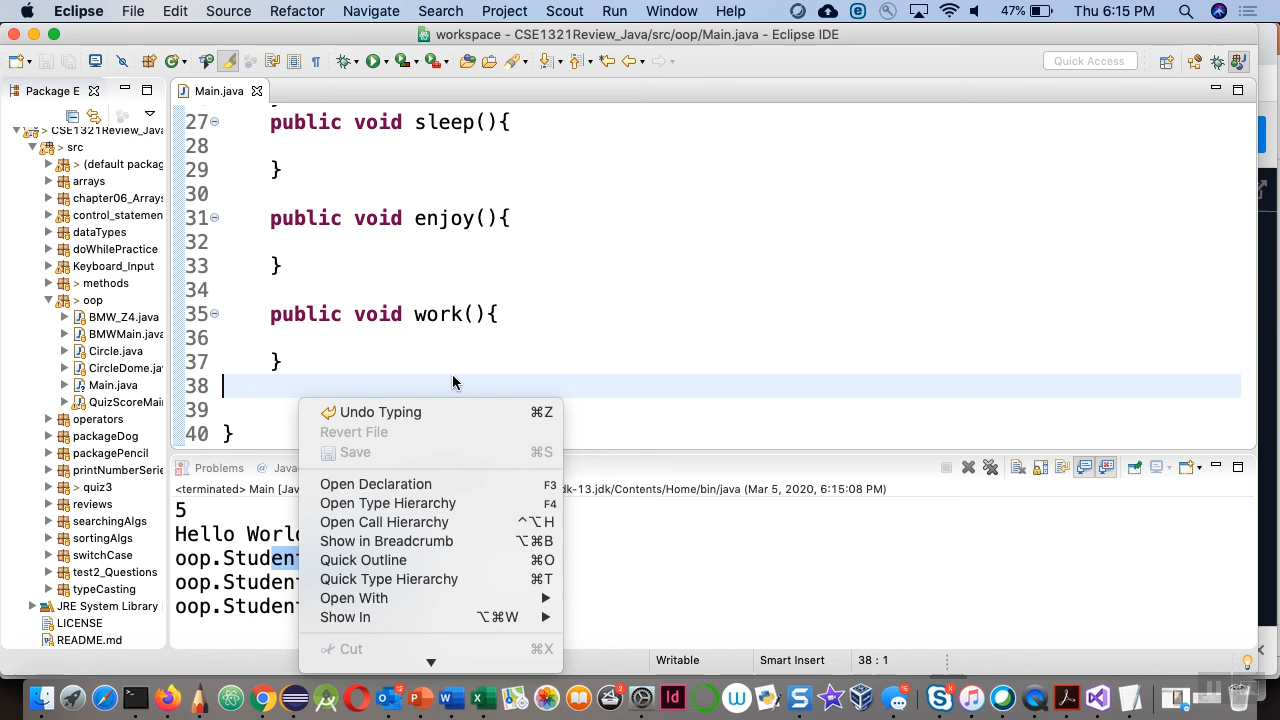 Eclipse File Edit Source Refactor Navigate Search Project Scout Run Window Help 47% Thu 6:15 PM
workspace - CSE1321Review_Java/src/oop/Main.java - Eclipse IDE
Quick Access
Package E
Main.java
> CSE1321Review_Java
> src
> (default packag
arrays
chapter06_Arrays
control_statemen
dataTypes
doWhilePractice
Keyboard_Input
> methods
> oop
BMW_Z4.java
BMWMain.java
Circle.java
CircleDome.ja
Main.java
QuizScoreMai
operators
packageDog
packagePencil
printNumberSerie
> quiz3
reviews
searchingAlgs
sortingAlgs
switchCase
test2_Questions
typeCasting
JRE System Library
LICENSE
README.md
27 public void sleep(){
28
29 }
30
31 public void enjoy(){
32
33 }
34
35 public void work(){
36
37 }
38
39
40 }
Undo Typing ⌘Z
Revert File
Save ⌘S
Open Declaration F3
Open Type Hierarchy F4
Open Call Hierarchy ^⌥H
Show in Breadcrumb ⌥⌘B
Quick Outline ⌘O
Quick Type Hierarchy ⌘T
Open With
Show In ⌥⌘W
Cut ⌘X
Problems @ Java
<terminated> Main [Jav dk-13.jdk/Contents/Home/bin/java (Mar 5, 2020, 6:15:08 PM)
5
Hello World
oop.Student
oop.Student
oop.Student
Writable Smart Insert 38 : 1